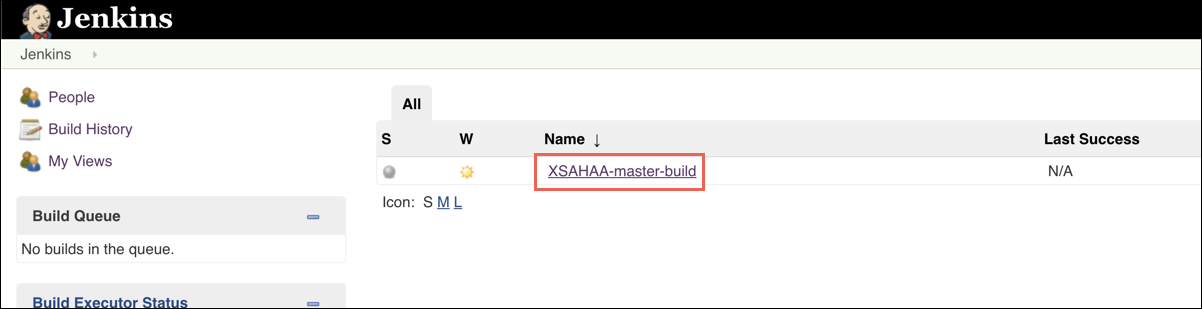 Jenkins
Jenkins
People
Build History
My Views
Build Queue
No builds in the queue.
Build Executor Status
All
S W Name ↓ Last Success
XSAHAA-master-build N/A
Icon: S M L